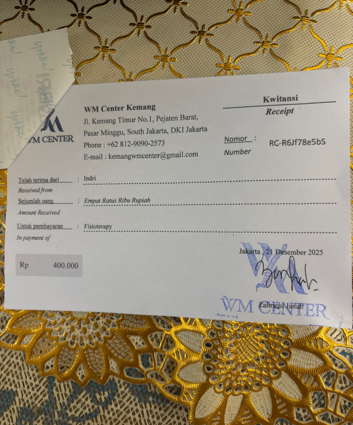 WM CENTER
WM Center Kemang
Jl. Kemang Timur No.1, Pejaten Barat,
Pasar Minggu, South Jakarta, DKI Jakarta
Phone : +62 812-9090-2573
E-mail : kemangwmcenter@gmail.com
Kwitansi
Receipt
Nomor :
Number
RC-R6Jf78e5bS
Telah terima dari : Indri
Received from
Sejumlah uang : Empat Ratus Ribu Rupiah
Amount Received
Untuk pembayaran : Fisioterapy
In payment of
Rp 400.000
Jakarta, 21 Desember 2025
WM CENTER